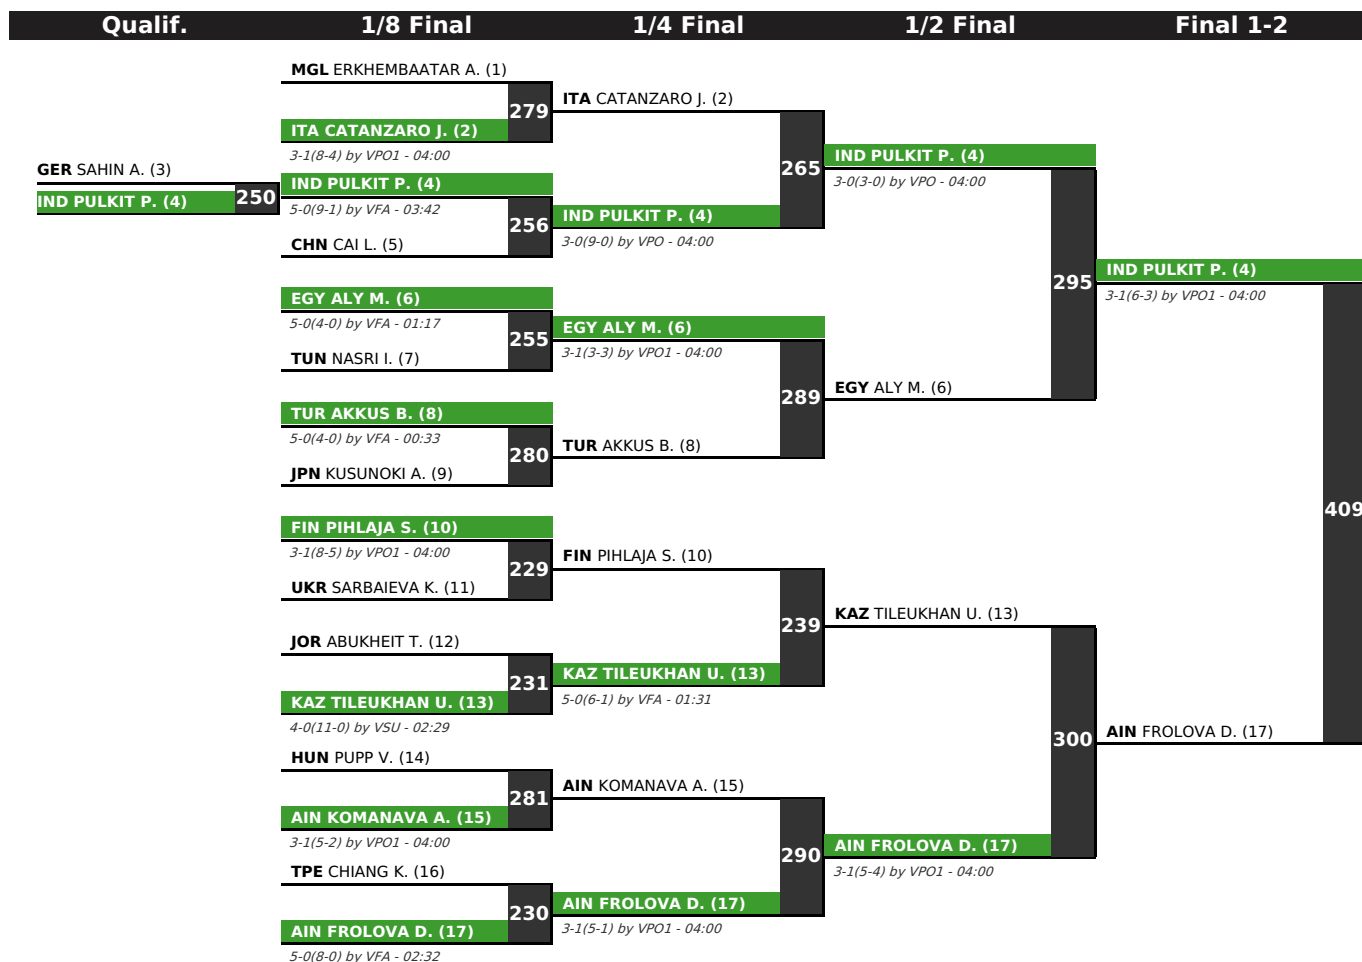 Qualif.
1/8 Final
1/4 Final
1/2 Final
Final 1-2
GER SAHIN A. (3)
IND PULKIT P. (4)
250
MGL ERKHEMBAATAR A. (1)
279
ITA CATANZARO J. (2)
3-1(8-4) by VPO1 - 04:00
IND PULKIT P. (4)
5-0(9-1) by VFA - 03:42
256
CHN CAI L. (5)
EGY ALY M. (6)
5-0(4-0) by VFA - 01:17
255
TUN NASRI I. (7)
TUR AKKUS B. (8)
5-0(4-0) by VFA - 00:33
280
JPN KUSUNOKI A. (9)
FIN PIHLAJA S. (10)
3-1(8-5) by VPO1 - 04:00
229
UKR SARBAIEVA K. (11)
JOR ABUKHEIT T. (12)
231
KAZ TILEUKHAN U. (13)
4-0(11-0) by VSU - 02:29
HUN PUPP V. (14)
281
AIN KOMANAVA A. (15)
3-1(5-2) by VPO1 - 04:00
TPE CHIANG K. (16)
230
AIN FROLOVA D. (17)
5-0(8-0) by VFA - 02:32
ITA CATANZARO J. (2)
265
IND PULKIT P. (4)
3-0(9-0) by VPO - 04:00
EGY ALY M. (6)
3-1(3-3) by VPO1 - 04:00
289
TUR AKKUS B. (8)
FIN PIHLAJA S. (10)
239
KAZ TILEUKHAN U. (13)
5-0(6-1) by VFA - 01:31
AIN KOMANAVA A. (15)
290
AIN FROLOVA D. (17)
3-1(5-1) by VPO1 - 04:00
IND PULKIT P. (4)
3-0(3-0) by VPO - 04:00
295
EGY ALY M. (6)
KAZ TILEUKHAN U. (13)
300
AIN FROLOVA D. (17)
3-1(5-4) by VPO1 - 04:00
IND PULKIT P. (4)
3-1(6-3) by VPO1 - 04:00
409
AIN FROLOVA D. (17)